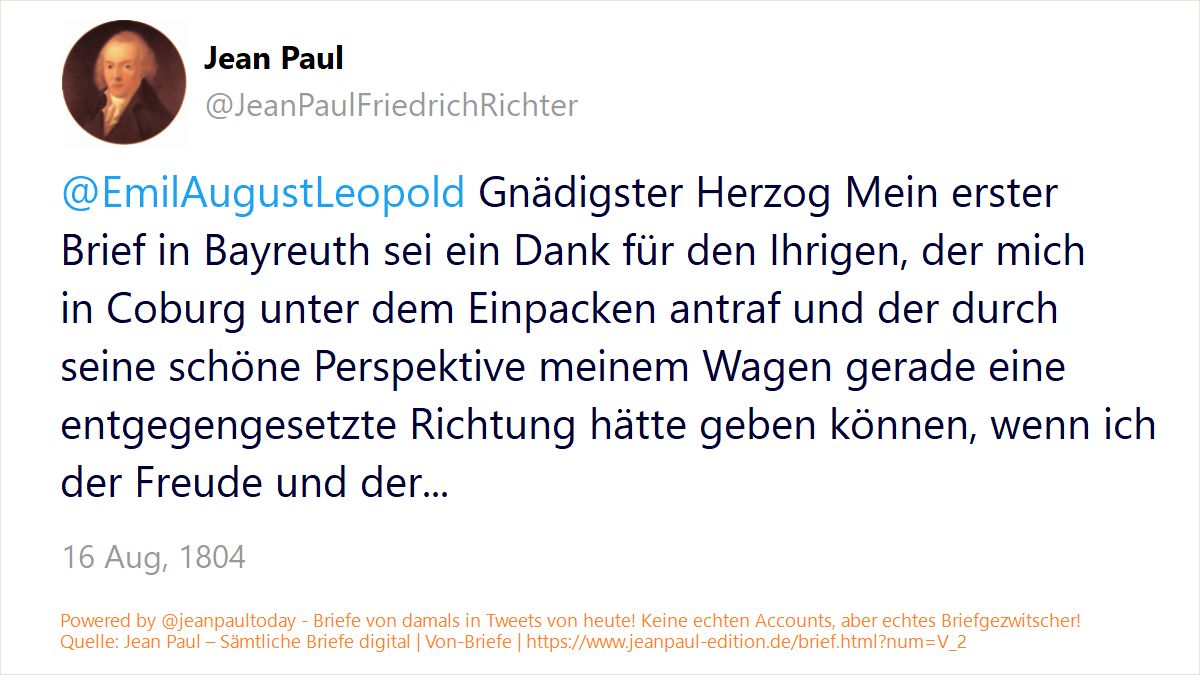 Jean Paul
@JeanPaulFriedrichRichter
@EmilAugustLeopold Gnädigster Herzog Mein erster
Brief in Bayreuth sei ein Dank für den Ihrigen, der mich
in Coburg unter dem Einpacken antraf und der durch
seine schöne Perspektive meinem Wagen gerade eine
entgegengesetzte Richtung hätte geben können, wenn ich
der Freude und der...
16 Aug, 1804
Powered by @jeanpaultoday - Briefe von damals in Tweets von heute! Keine echten Accounts, aber echtes Briefgezwitscher!
Quelle: Jean Paul – Sämtliche Briefe digital | Von-Briefe | https://www.jeanpaul-edition.de/brief.html?num=V_2